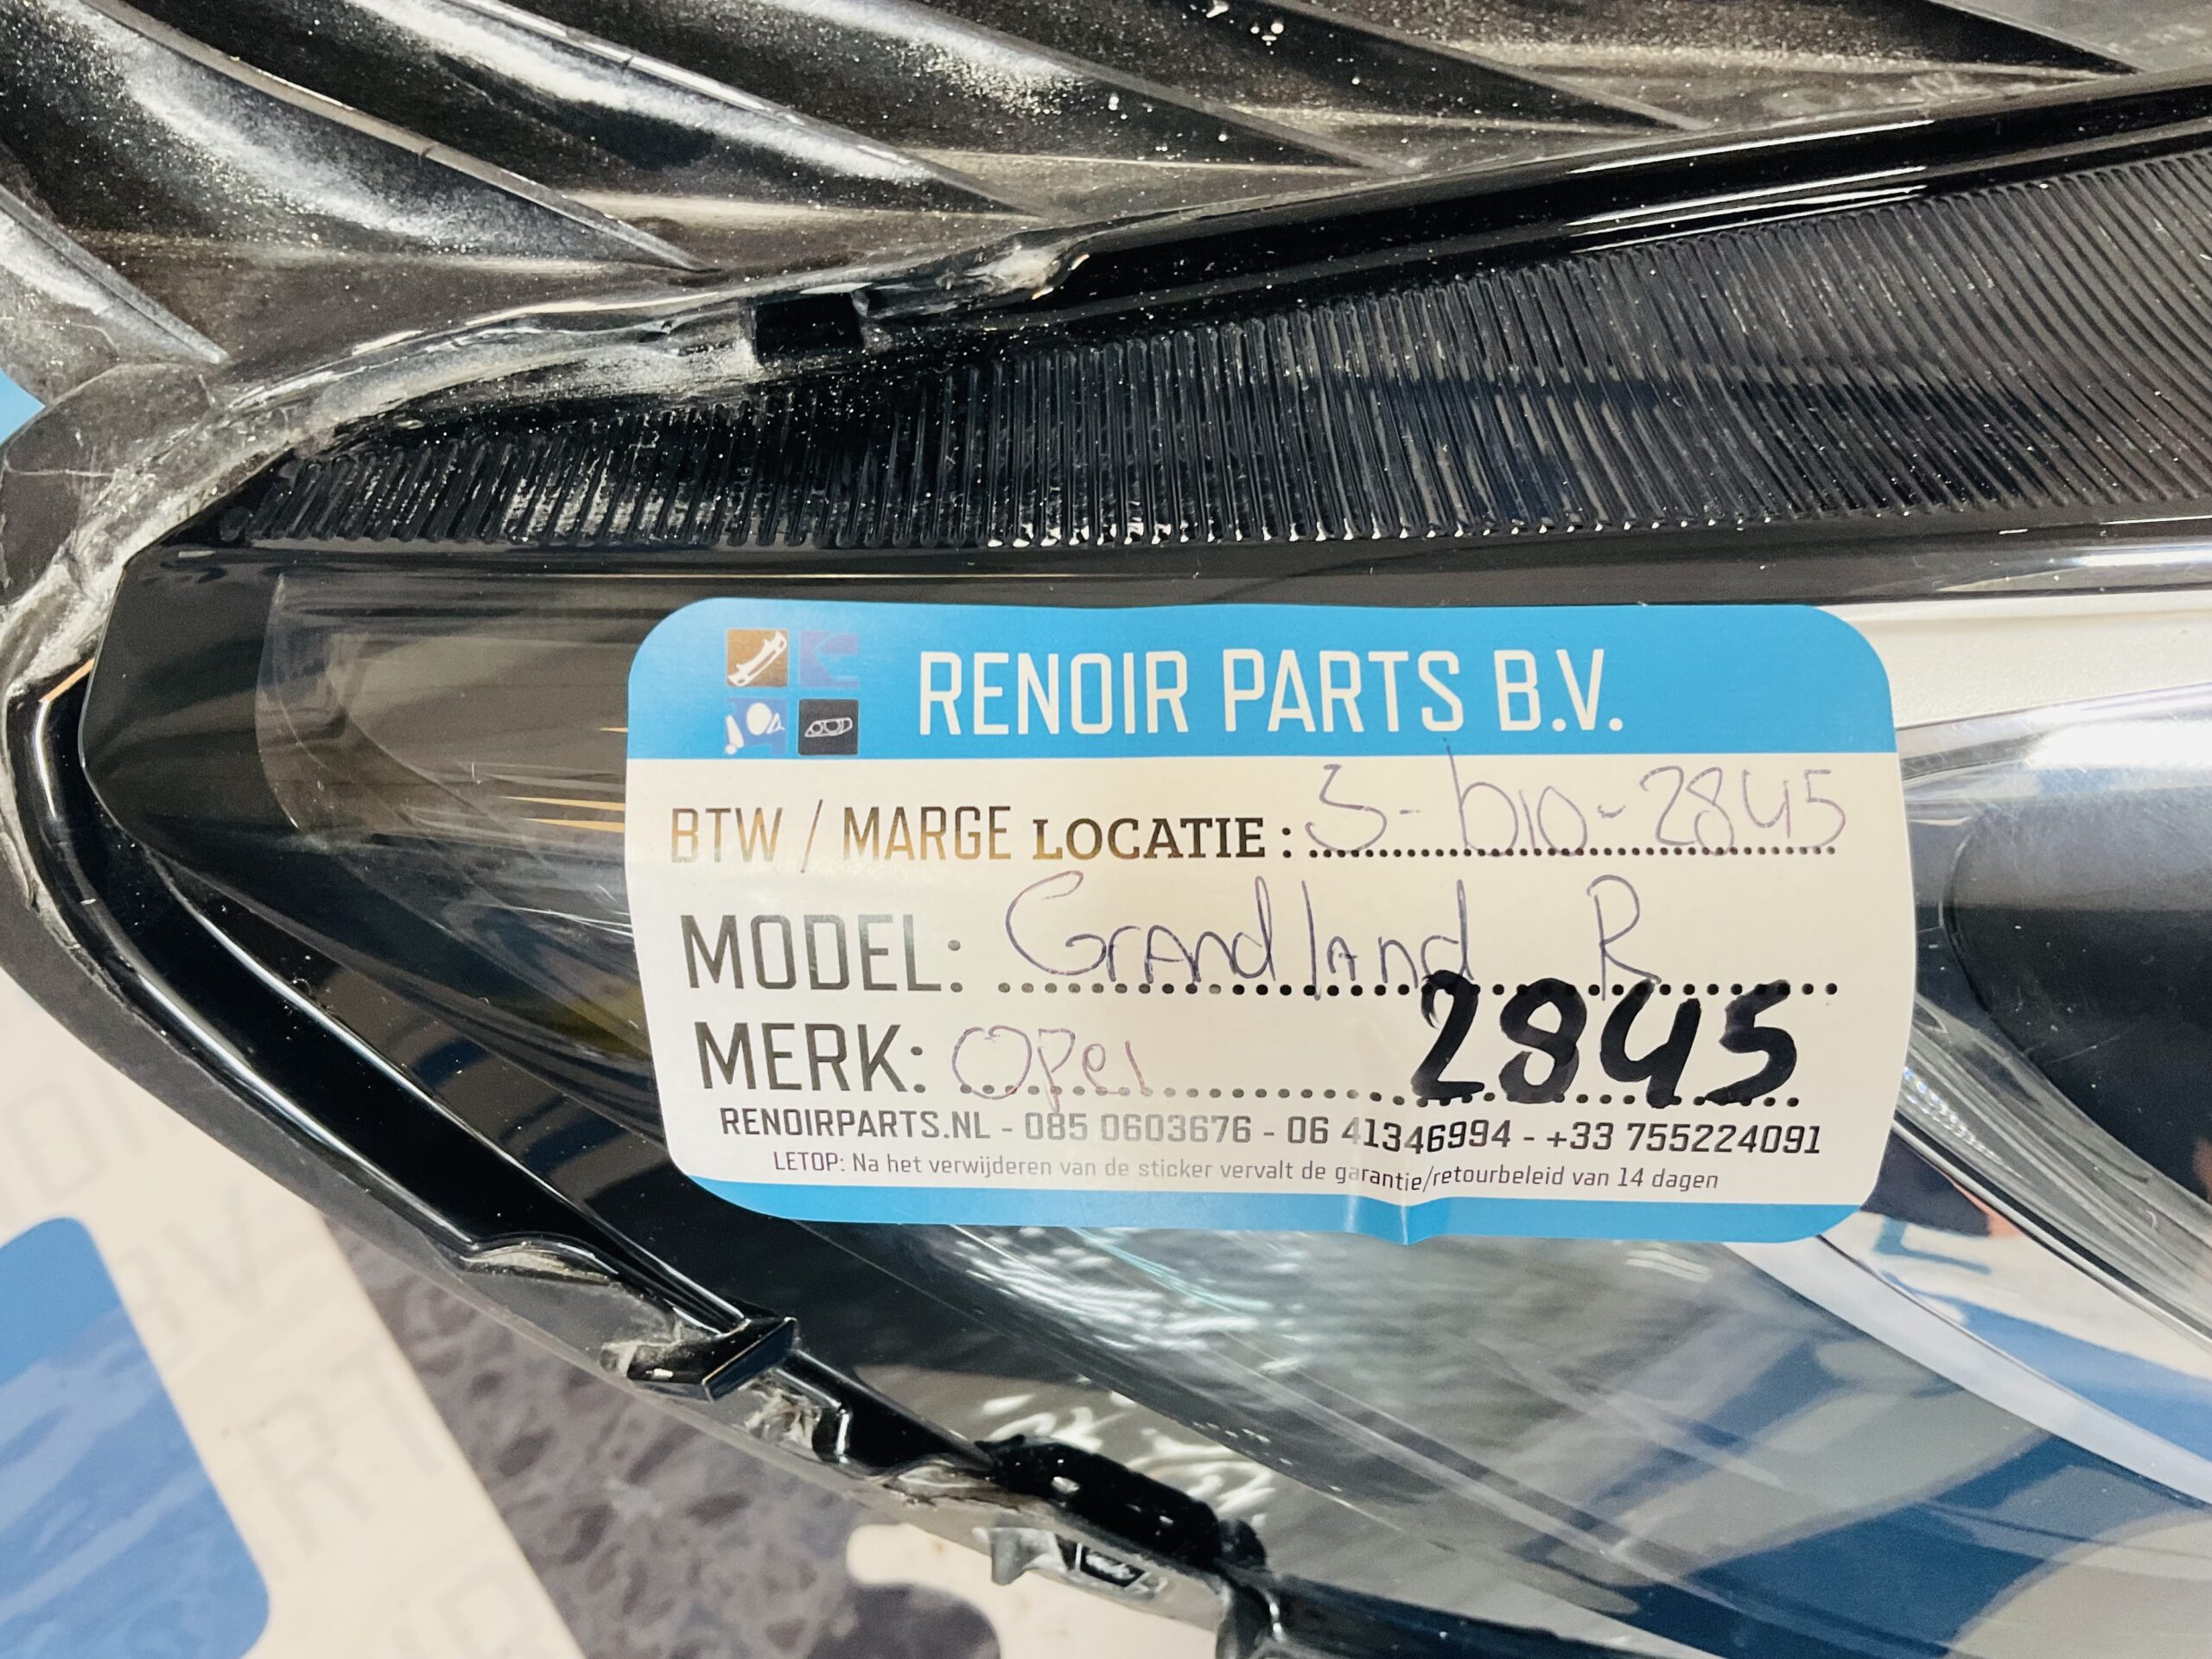 RENOIR PARTS B.V.
BTW / MARGE LOCATIE : 3-b10-2845
MODEL: Grandland R
2845
MERK: Opel
RENOIRPARTS.NL - 085 0603676 - 06 41346994 - +33 755224091
LETOP: Na het verwijderen van de sticker vervalt de garantie/retourbeleid van 14 dagen